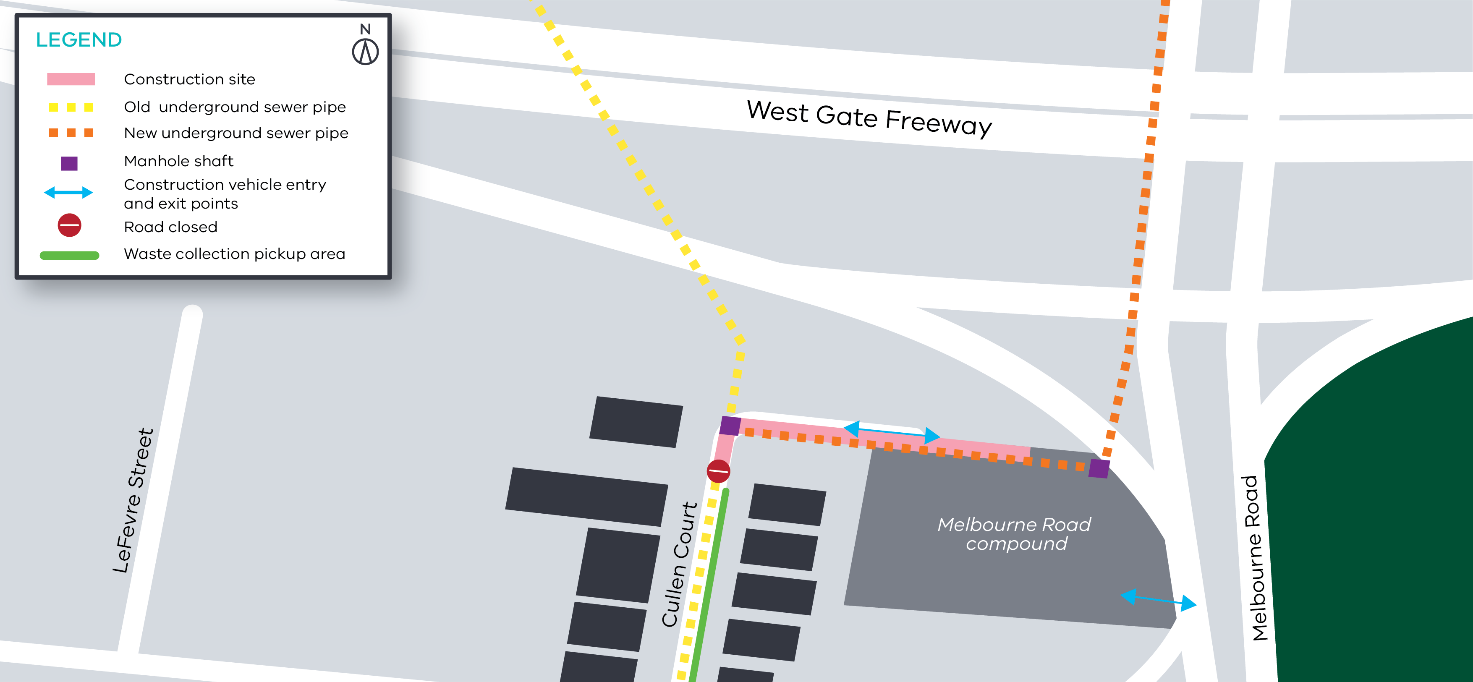 LEGEND
N
Construction site
Old underground sewer pipe
New underground sewer pipe
Manhole shaft
Construction vehicle entry
and exit points
Road closed
Waste collection pickup area
West Gate Freeway
LeFevre Street
Cullen Court
Melbourne Road
compound
Melbourne Road